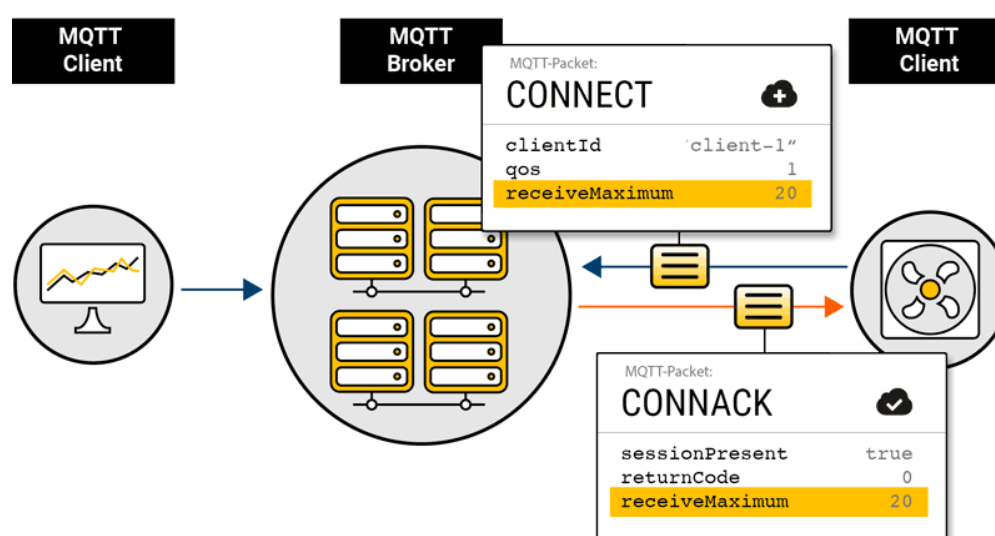 MQTT
Client
MQTT
Broker
MQTT
Client
MQTT-Packet:
CONNECT
clientId "client-1"
qos 1
receiveMaximum 20
MQTT-Packet:
CONNACK
sessionPresent true
returnCode 0
receiveMaximum 20